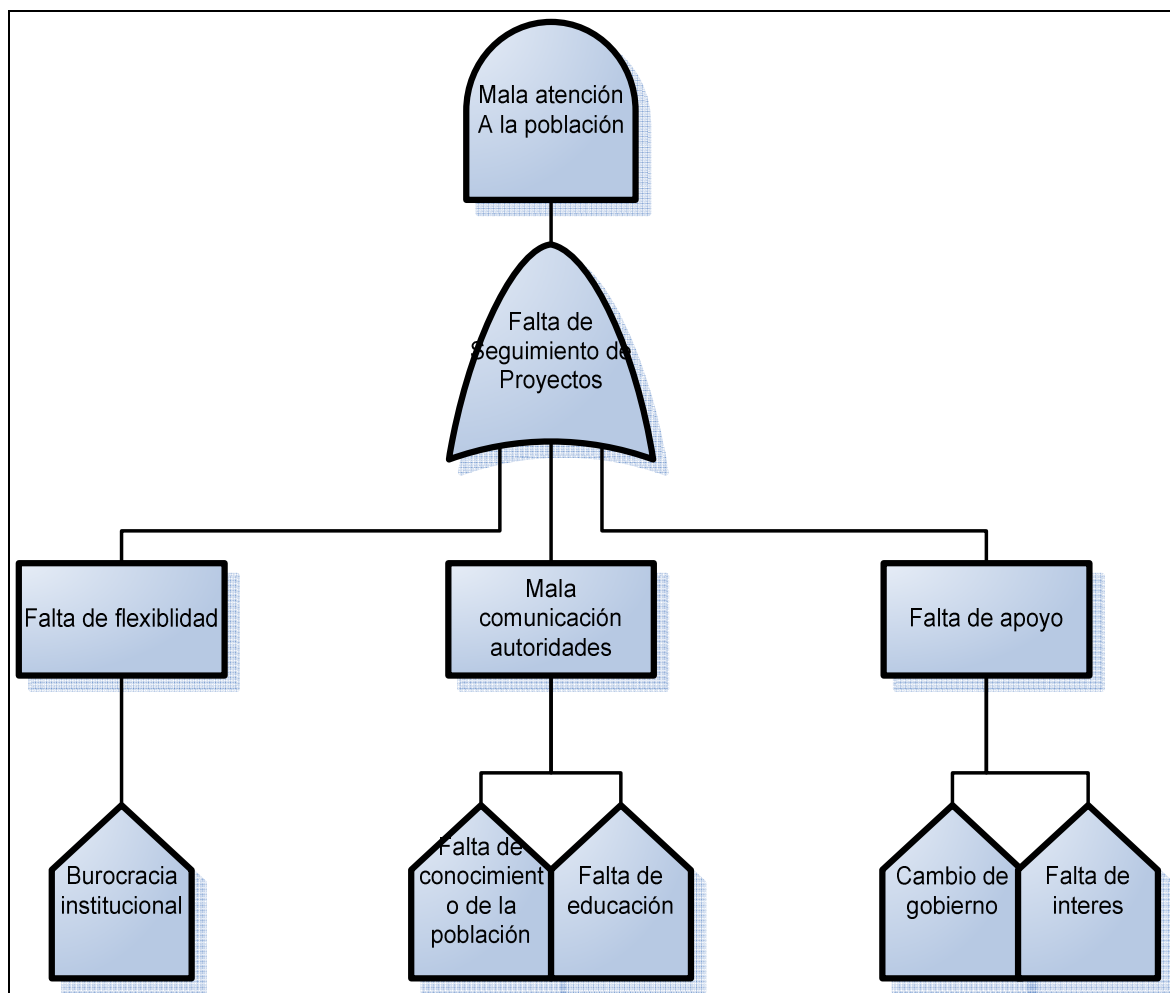 Mala atención
A la población
Falta de
Seguimiento de
Proyectos
Falta de flexiblidad
Mala
comunicación
autoridades
Falta de apoyo
Burocracia
institucional
Falta de
conocimient
o de la
población
Falta de
educación
Cambio de
gobierno
Falta de
interes